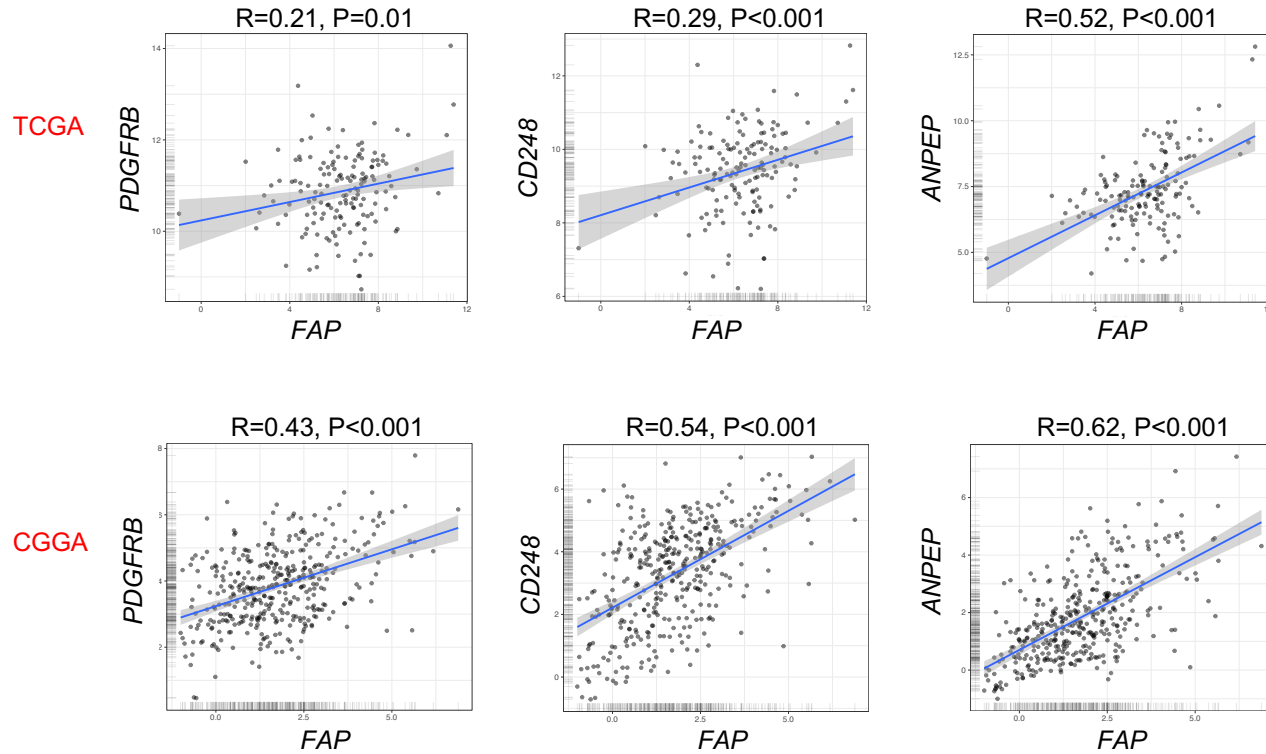 R=0.21, P=0.01
R=0.29, P<0.001
R=0.52, P<0.001
TCGA
PDGFRB
14
12
10
0
4
8
12
FAP
CD248
12
10
8
6
0
4
8
12
FAP
ANPEP
12.5
10.0
7.5
5.0
0
4
8
FAP
R=0.43, P<0.001
R=0.54, P<0.001
R=0.62, P<0.001
CGGA
PDGFRB
8
6
4
2
0.0
2.5
5.0
FAP
CD248
6
4
2
0
0.0
2.5
5.0
FAP
ANPEP
6
4
2
0
0.0
2.5
5.0
FAP